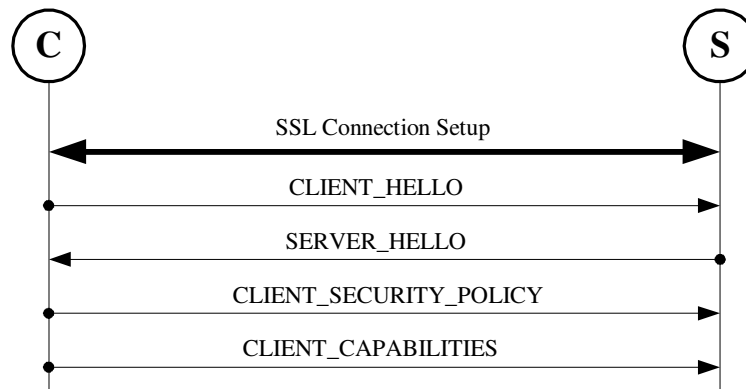 C
S
SSL Connection Setup
CLIENT_HELLO
SERVER_HELLO
CLIENT_SECURITY_POLICY
CLIENT_CAPABILITIES